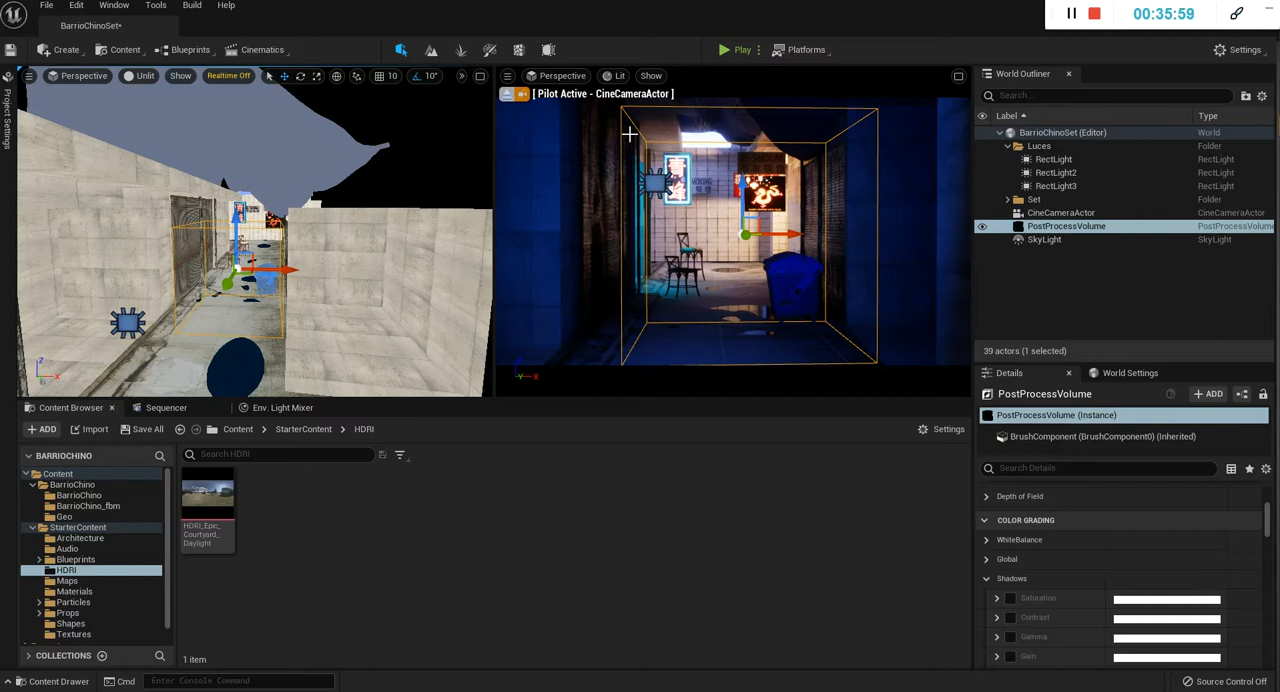 File Edit Window Tools Build Help
00:35:59
BarrioChinoSet*
Create Content Blueprints Cinematics Play Platforms Settings
Project Settings
Perspective Unlit Show Realtime Off 10 10°
Perspective Lit Show
[ Pilot Active - CineCameraActor ]
青
SMOKING
Z
X
Y
X
World Outliner
Search...
Label Type
BarrioChinoSet (Editor) World
Luces Folder
RectLight RectLight
RectLight2 RectLight
RectLight3 RectLight
Set Folder
CineCameraActor CineCameraActor
PostProcessVolume PostProcessVolume
SkyLight SkyLight
39 actors (1 selected)
Details World Settings
PostProcessVolume ADD
PostProcessVolume (Instance)
BrushComponent (BrushComponent0) (Inherited)
Search Details
Depth of Field
COLOR GRADING
WhiteBalance
Global
Shadows
Saturation
Contrast
Gamma
Gain
Content Browser Sequencer Env. Light Mixer
ADD Import Save All Content StarterContent HDRI Settings
BARRIOCHINO
Search HDRI
Content
BarrioChino
BarrioChino
BarrioChino_fbm
Geo
StarterContent
Architecture
Audio
Blueprints
HDRI
Maps
Materials
Particles
Props
Shapes
Textures
HDRI_Epic_
Courtyard_
Daylight
COLLECTIONS
1 item
Content Drawer Cmd Enter Console Command Source Control Off